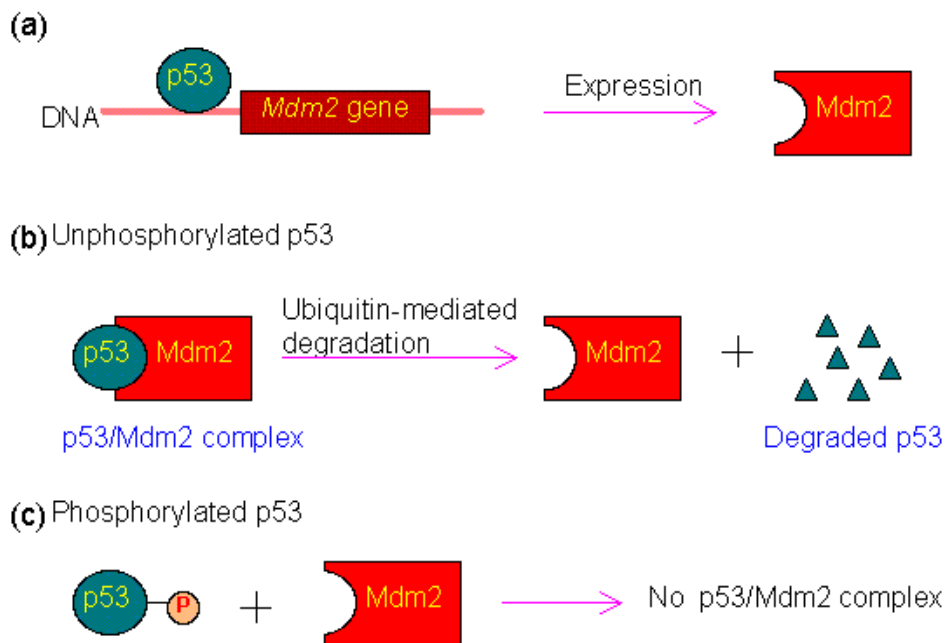 (a)
p53
DNA
Mdm2 gene
Expression
Mdm2
(b) Unphosphorylated p53
p53 Mdm2
Ubiquitin-mediated
degradation
Mdm2
+
p53/Mdm2 complex
Degraded p53
(c) Phosphorylated p53
p53
P
+
Mdm2
No p53/Mdm2 complex